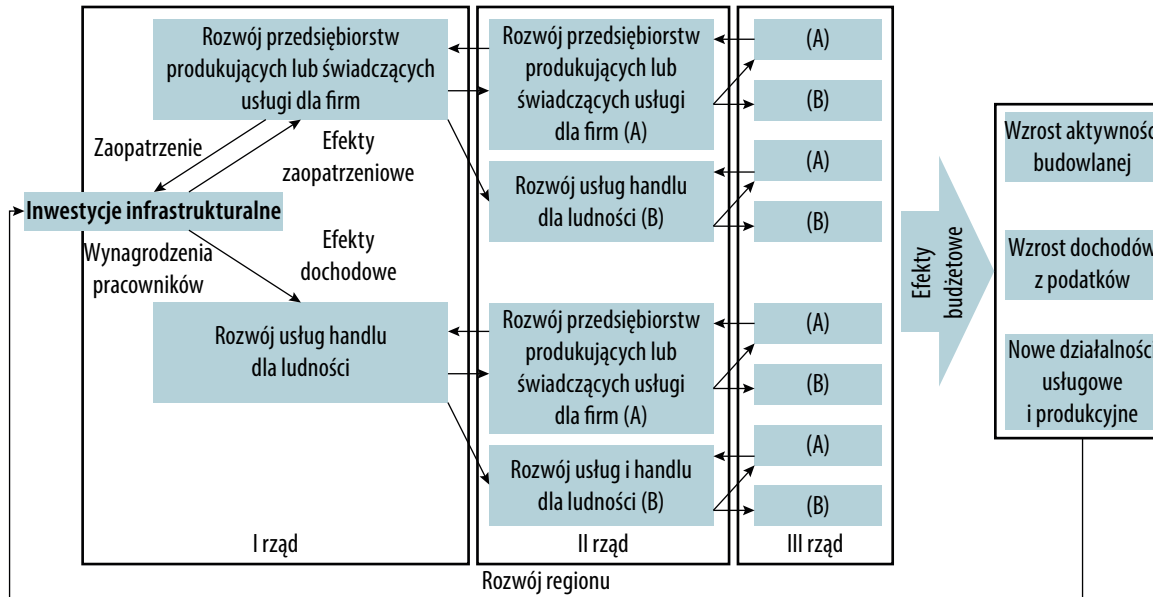 Rozwój przedsiębiorstw
produkujących lub świadczących
usługi dla firm
Zaopatrzenie
Efekty
zaopatrzeniowe
Inwestycje infrastrukturalne
Wynagrodzenia
pracowników
Efekty
dochodowe
Rozwój usług handlu
dla ludności
I rząd
Rozwój przedsiębiorstw
produkujących lub
świadczących usługi
dla firm (A)
Rozwój usług handlu
dla ludności (B)
Rozwój przedsiębiorstw
produkujących lub
świadczących usługi
dla firm (A)
Rozwój usług i handlu
dla ludności (B)
II rząd
(A)
(B)
(A)
(B)
(A)
(B)
(A)
(B)
III rząd
Efekty
budżetowe
Wzrost aktywności
budowlanej
Wzrost dochodów
z podatków
Nowe działalności
usługowe
i produkcyjne
Rozwój regionu